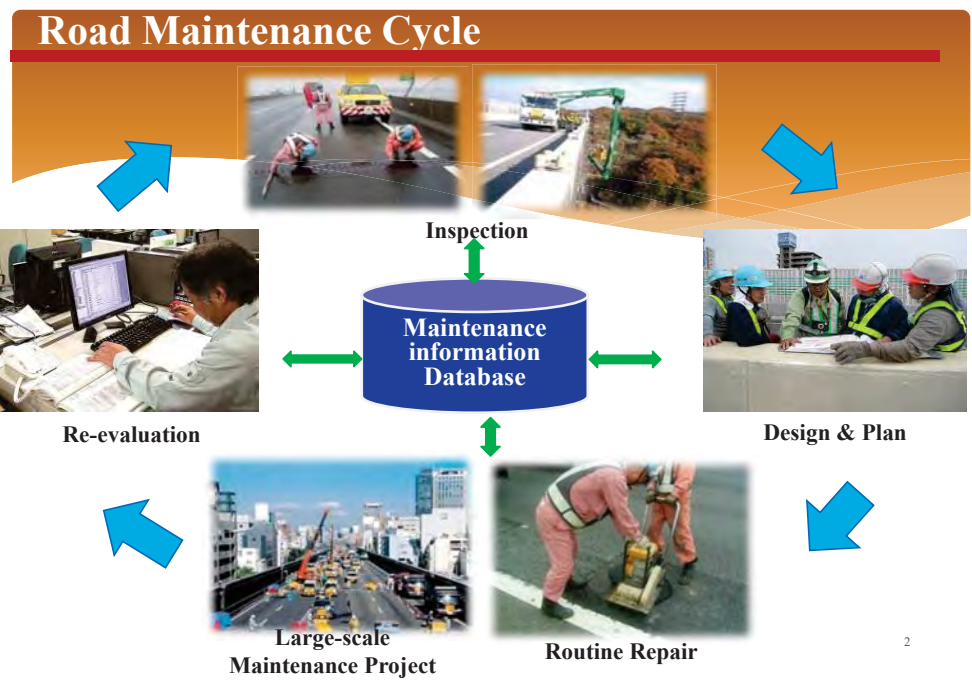 Road Maintenance Cycle
Inspection
Maintenance
information
Database
Re-evaluation
Design & Plan
Large-scale
Maintenance Project
Routine Repair
2